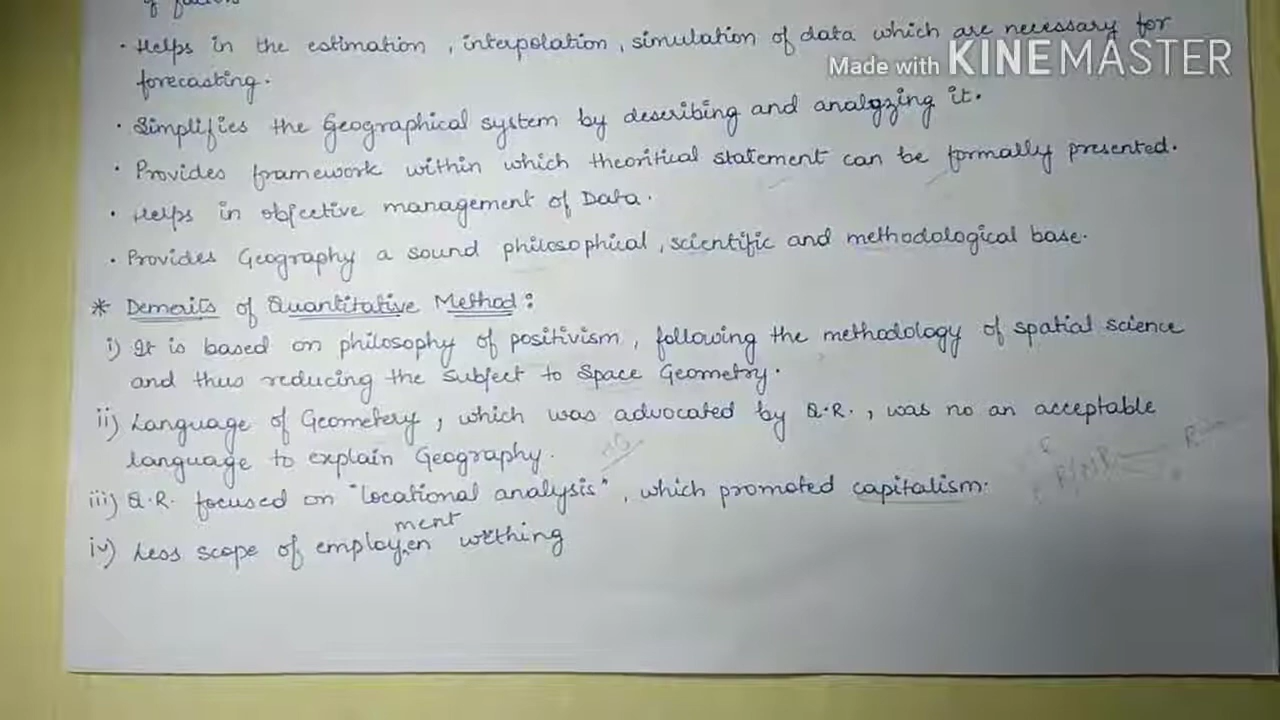 of factors
• Helps in the estimation , interpolation , simulation of data which are necessary for
forecasting.
Made with KINEMASTER
• Simplifies the Geographical system by describing and analyzing it.
• Provides framework within which theoritical statement can be formally presented.
• Helps in objective management of Data.
• Provides Geography a sound philosophical , scientific and methodological base.
* Demerits of Quantitative Method :
i) It is based on philosophy of positivism , following the methodology of spatial science
and thus reducing the subject to Space Geometry.
ii) Language of Geometery , which was advocated by Q.R. , was no an acceptable
language to explain Geography.
iii) Q.R. focused on "locational analysis" , which promoted capitalism.
ment
iv) Less scope of employen